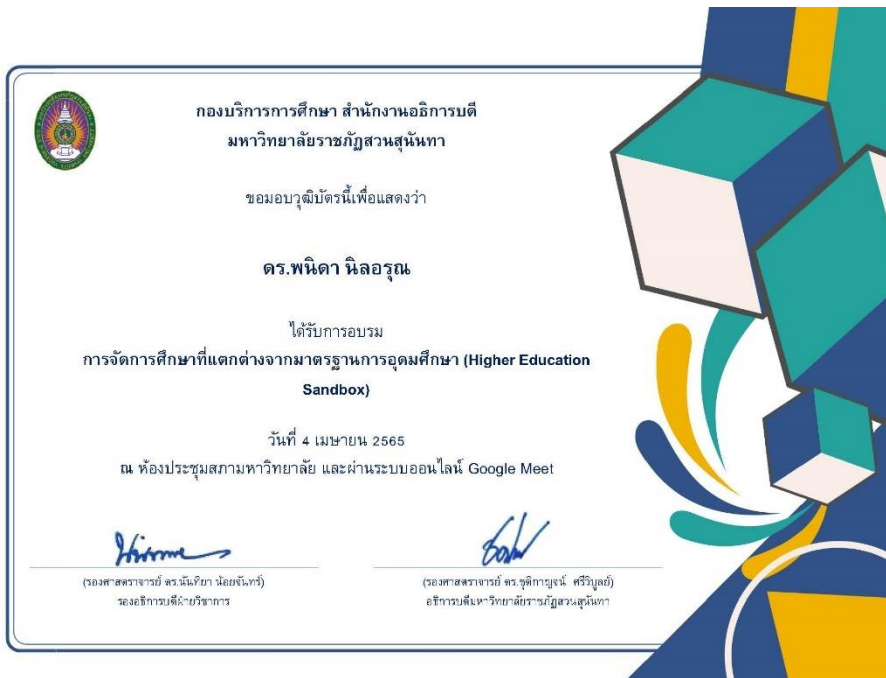 กองบริการการศึกษา สำนักงานอธิการบดี
มหาวิทยาลัยราชภัฏสวนสุนันทา
ขอมอบวุฒิบัตรนี้เพื่อแสดงว่า
ดร.พนิดา นิลอรุณ
ได้รับการอบรม
การจัดการศึกษาที่แตกต่างจากมาตรฐานการอุดมศึกษา (Higher Education
Sandbox)
วันที่ 4 เมษายน 2565
ณ ห้องประชุมสภามหาวิทยาลัย และผ่านระบบออนไลน์ Google Meet
(รองศาสตราจารย์ ดร.นันทิยา น้อยจันทร์)
รองอธิการบดีฝ่ายวิชาการ
(รองศาสตราจารย์ ดร.ชุติกาญจน์ ศรีวิบูลย์)
อธิการบดีมหาวิทยาลัยราชภัฏสวนสุนันทา